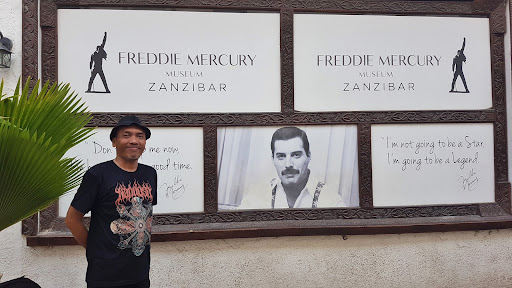 FREDDIE MERCURY
MUSEUM
ZANZIBAR
FREDDIE MERCURY
MUSEUM
ZANZIBAR
"Don me now,
good time.
"I'm not going to be a Star,
I'm going to be a Legend